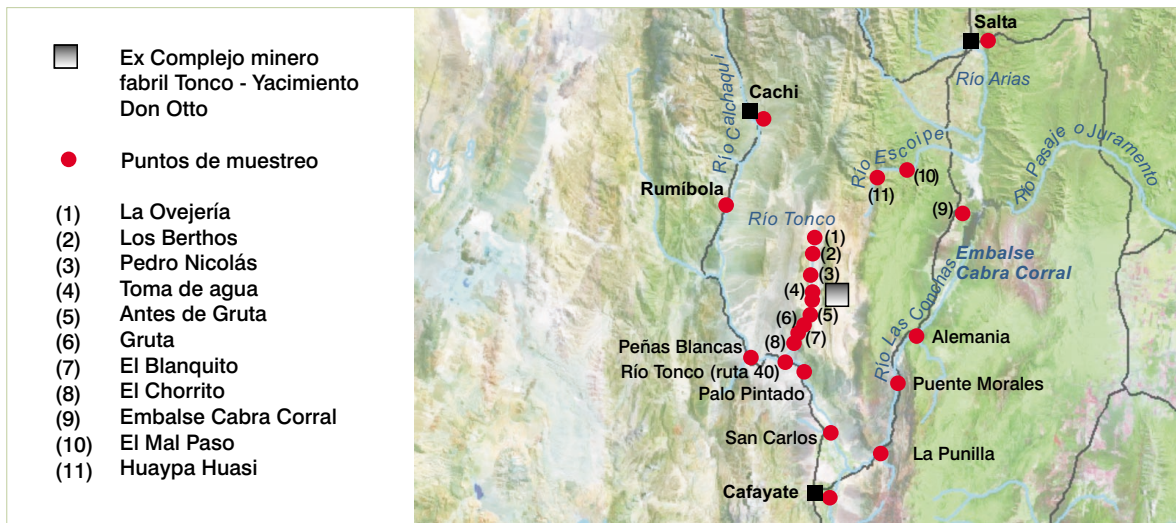 Ex Complejo minero
fabril Tonco - Yacimiento
Don Otto
Puntos de muestreo
(1) La Ovejería
(2) Los Berthos
(3) Pedro Nicolás
(4) Toma de agua
(5) Antes de Gruta
(6) Gruta
(7) El Blanquito
(8) El Chorrito
(9) Embalse Cabra Corral
(10) El Mal Paso
(11) Huaypa Huasi
Salta
Río Arias
Cachi
Río Calchaquí
Río Escoipe
Río Pasaje o Juramento
(10)
(11)
Rumíbola
(9)
Río Tonco
(1)
(2)
Embalse
Cabra Corral
(3)
(4)
(5)
(6)
(7)
(8)
Río Las Conchas
Alemania
Peñas Blancas
Río Tonco (ruta 40)
Palo Pintado
Puente Morales
San Carlos
La Punilla
Cafayate